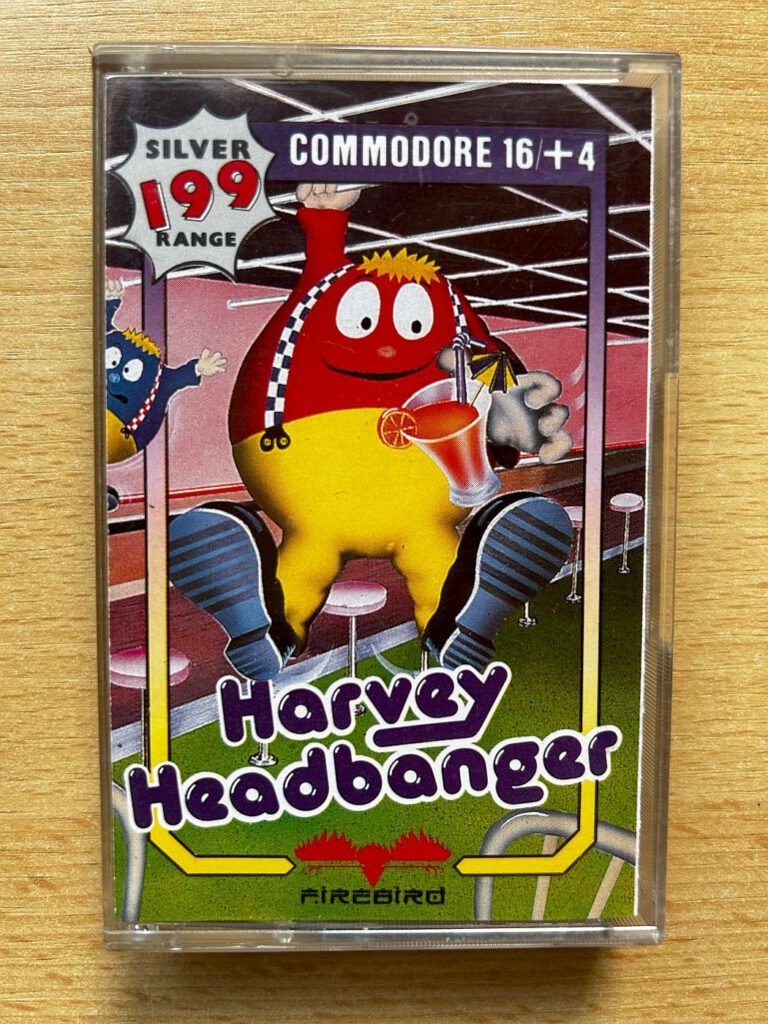 SILVER
199
RANGE
COMMODORE 16/+4
Harvey
Headbanger
FIREBIRD